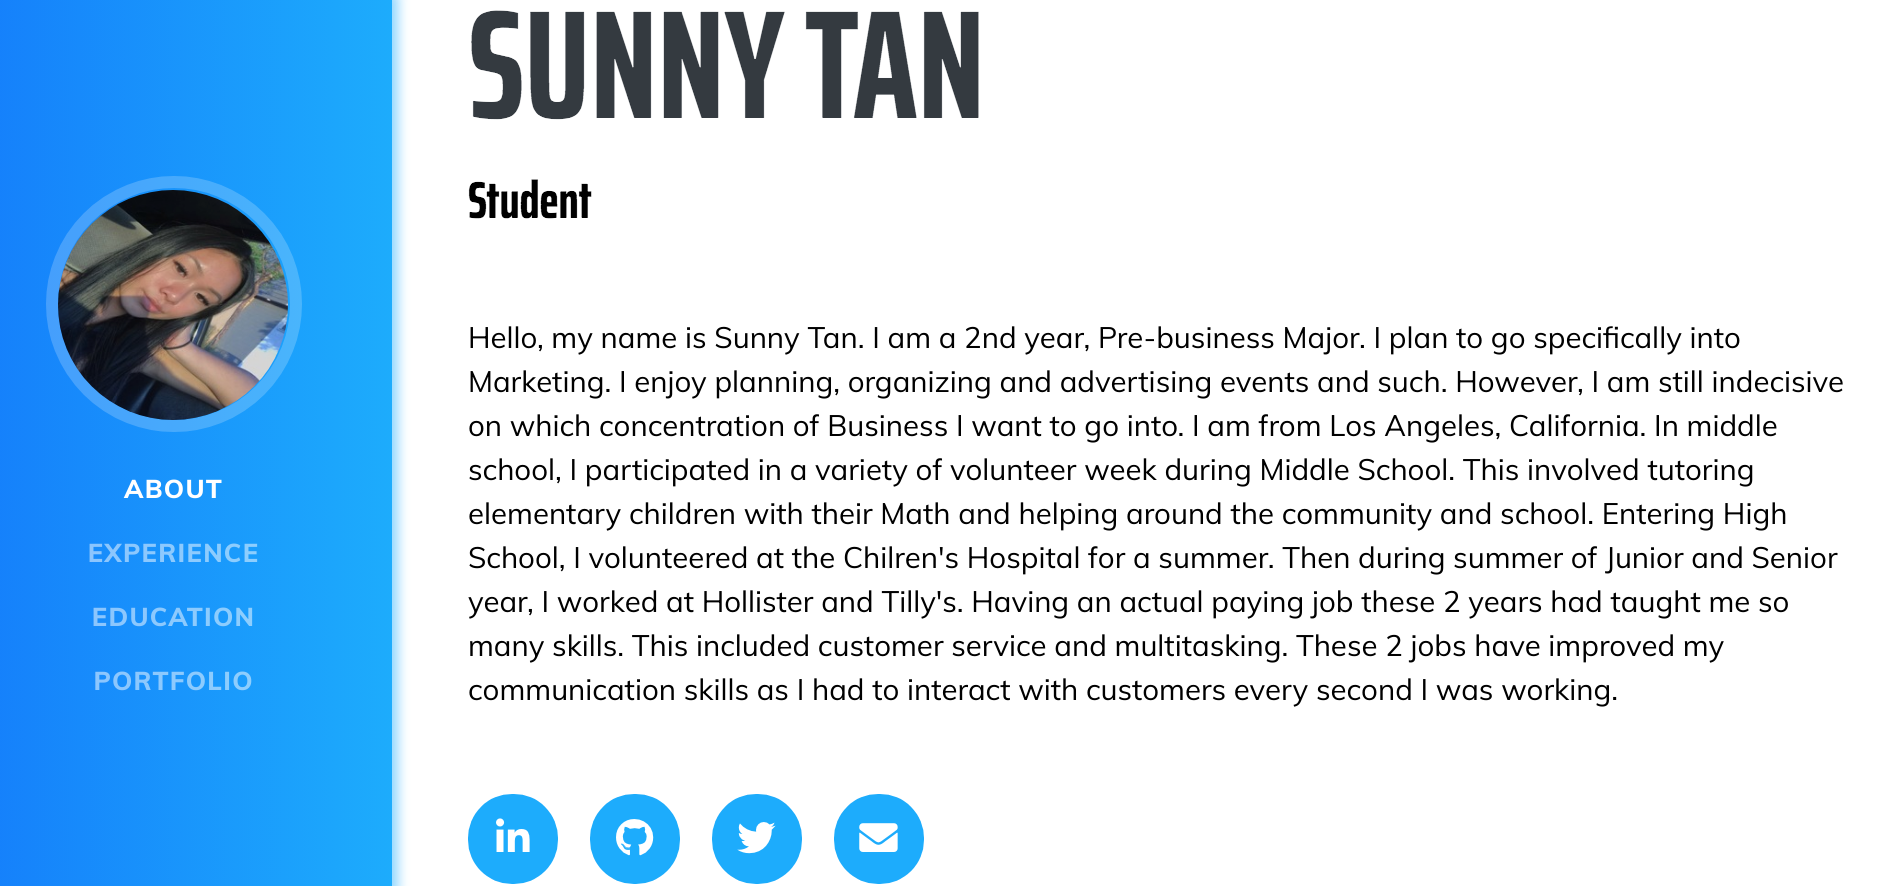 SUNNY TAN
Student
Hello, my name is Sunny Tan. I am a 2nd year, Pre-business Major. I plan to go specifically into
Marketing. I enjoy planning, organizing and advertising events and such. However, I am still indecisive
on which concentration of Business I want to go into. I am from Los Angeles, California. In middle
school, I participated in a variety of volunteer week during Middle School. This involved tutoring
elementary children with their Math and helping around the community and school. Entering High
School, I volunteered at the Chilren's Hospital for a summer. Then during summer of Junior and Senior
year, I worked at Hollister and Tilly's. Having an actual paying job these 2 years had taught me so
many skills. This included customer service and multitasking. These 2 jobs have improved my
communication skills as I had to interact with customers every second I was working.
ABOUT
EXPERIENCE
EDUCATION
PORTFOLIO
in